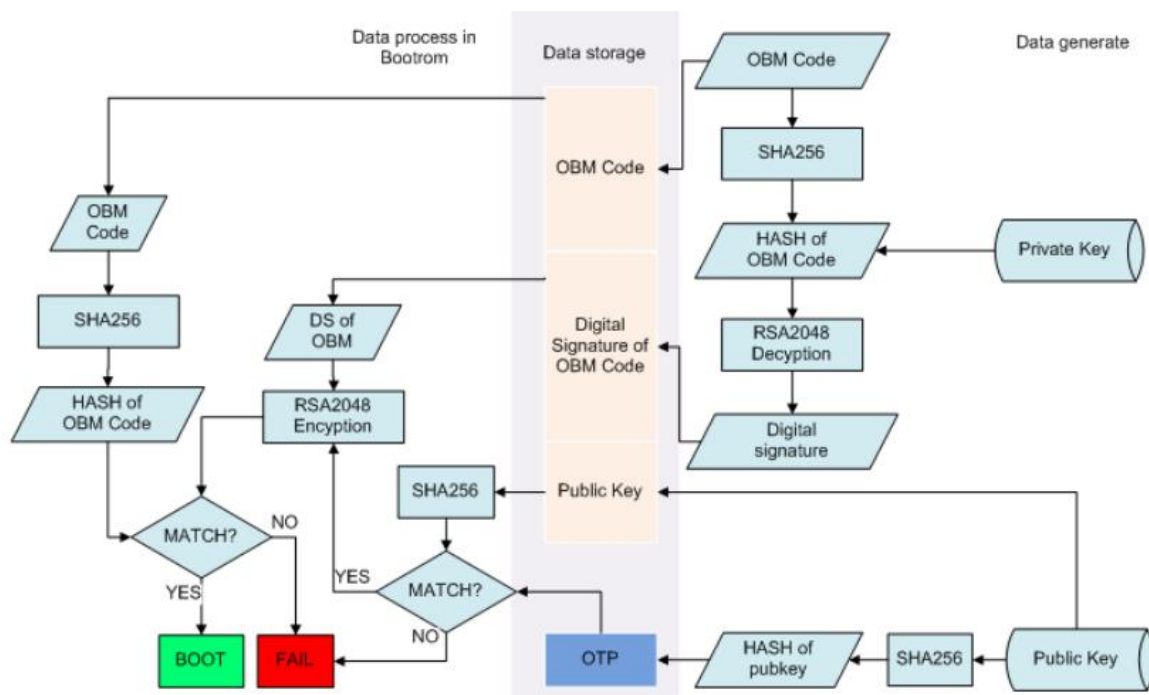 Data process in
Bootrom
Data storage
Data generate
OBM Code
SHA256
HASH of
OBM Code
Private Key
RSA2048
Decyption
Digital
signature
OBM Code
Digital
Signature of
OBM Code
Public Key
OBM
Code
SHA256
HASH of
OBM Code
DS of
OBM
RSA2048
Encyption
SHA256
MATCH?
NO
YES
MATCH?
YES
NO
BOOT
FAIL
OTP
HASH of
pubkey
SHA256
Public Key